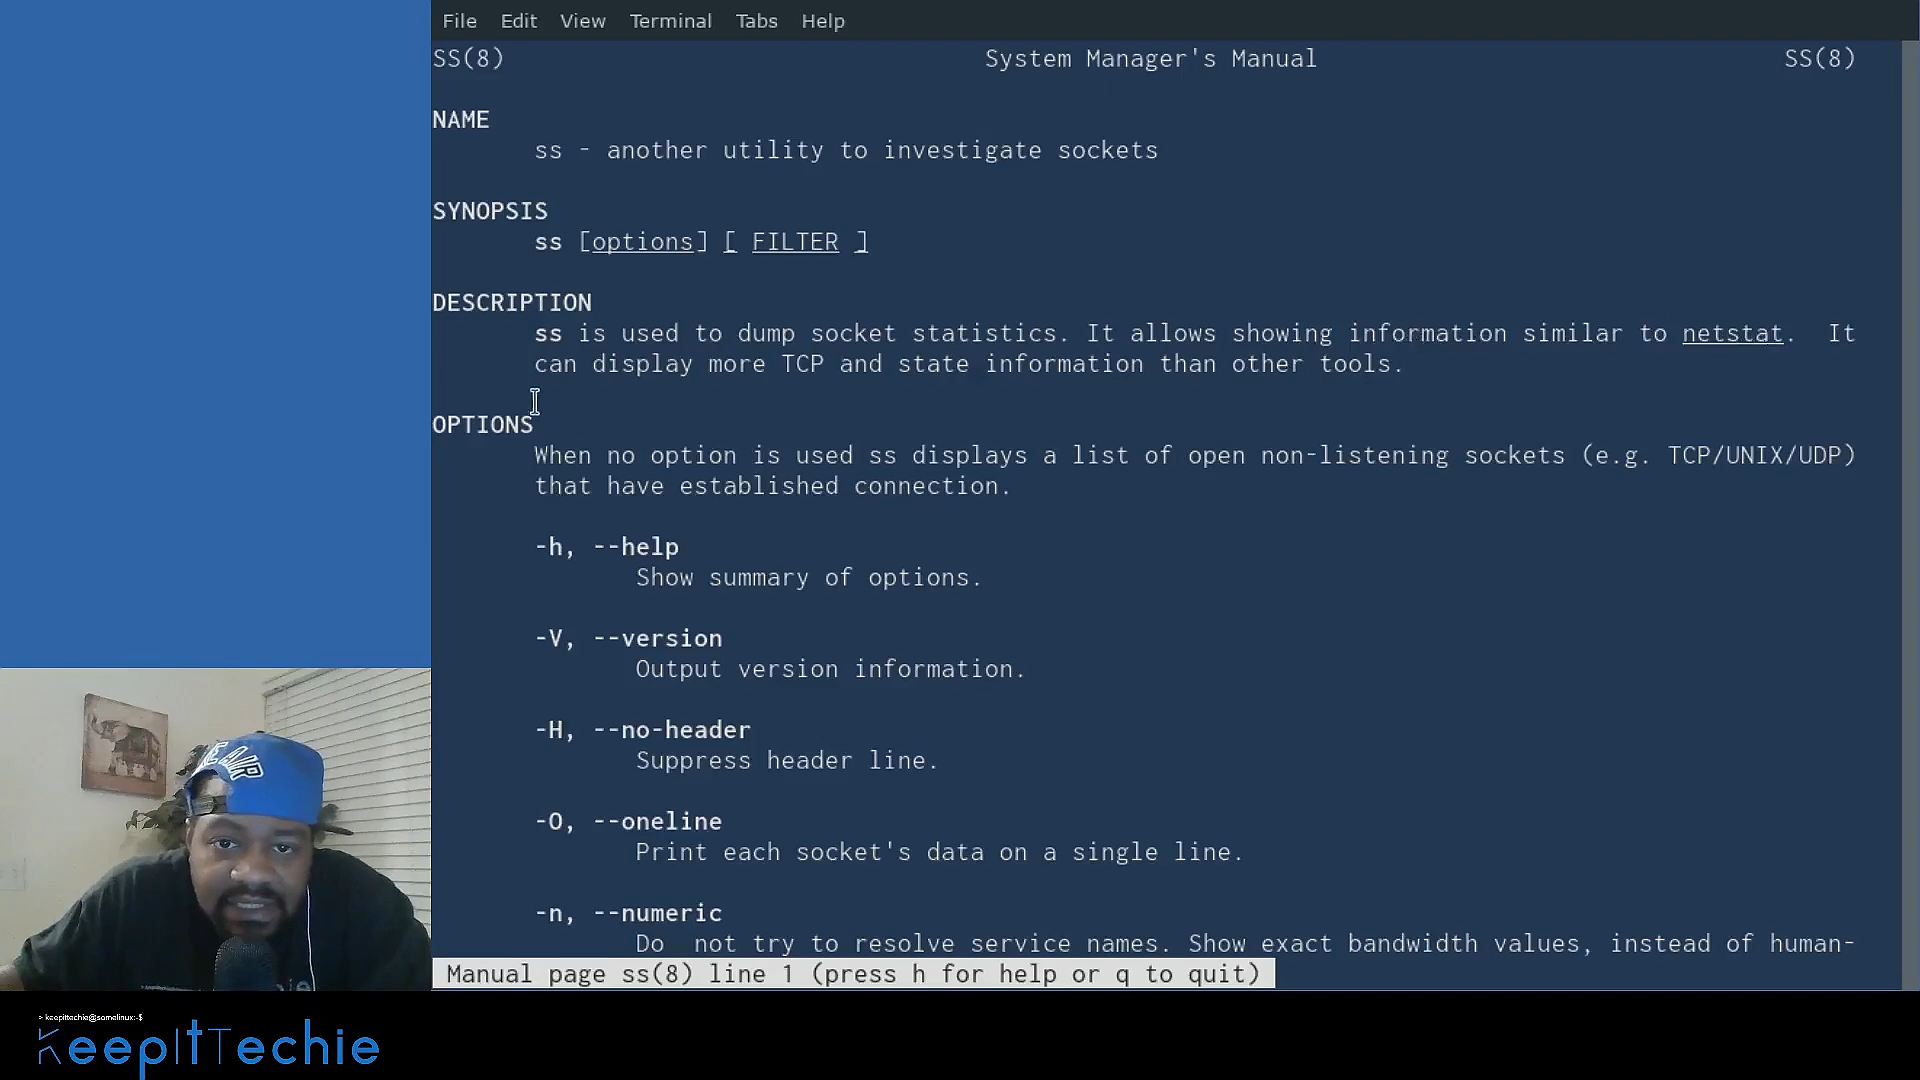 File Edit View Terminal Tabs Help
SS(8) System Manager's Manual SS(8)
NAME
ss - another utility to investigate sockets
SYNOPSIS
ss [options] [ FILTER ]
DESCRIPTION
ss is used to dump socket statistics. It allows showing information similar to netstat. It
can display more TCP and state information than other tools.
OPTIONS
When no option is used ss displays a list of open non-listening sockets (e.g. TCP/UNIX/UDP)
that have established connection.
-h, --help
Show summary of options.
-V, --version
Output version information.
-H, --no-header
Suppress header line.
-O, --oneline
Print each socket's data on a single line.
-n, --numeric
Do not try to resolve service names. Show exact bandwidth values, instead of human-
Manual page ss(8) line 1 (press h for help or q to quit)
> keepittechie@somelinux:~$
KeepItTechie